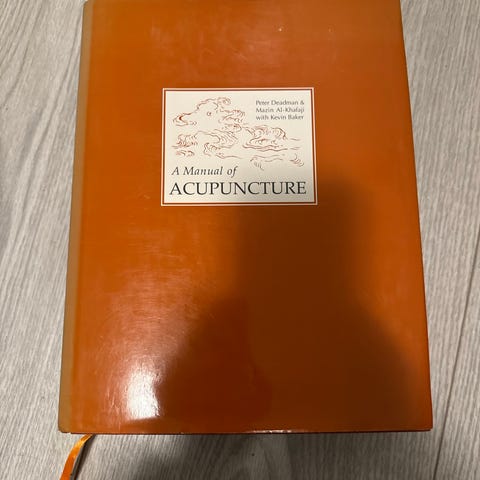 Peter Deadman &
Mazin Al-Khafaji
with Kevin Baker
A Manual of
ACUPUNCTURE